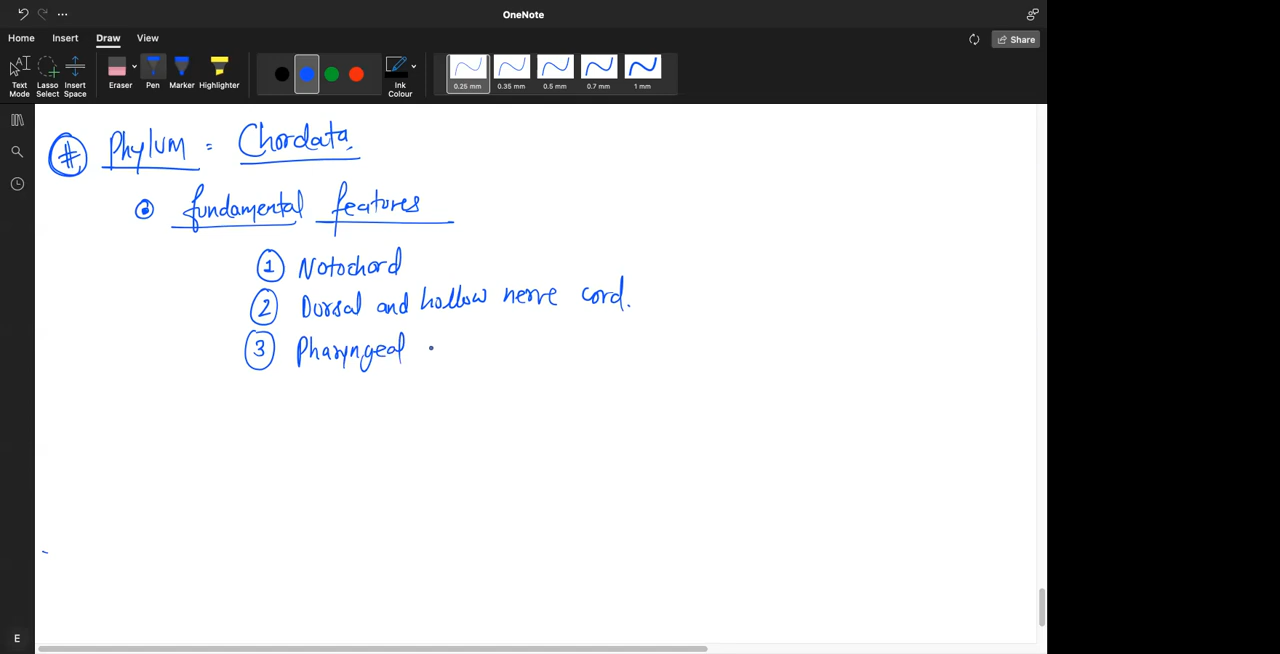 OneNote
Home Insert Draw View
Share
Text Mode
Lasso Select
Insert Space
Eraser
Pen
Marker
Highlighter
Ink Colour
0.25 mm
0.35 mm
0.5 mm
0.7 mm
1 mm
# Phylum = Chordata
fundamental features
1 Notochord
2 Dorsal and hollow nerve cord.
3 Pharyngeal
E